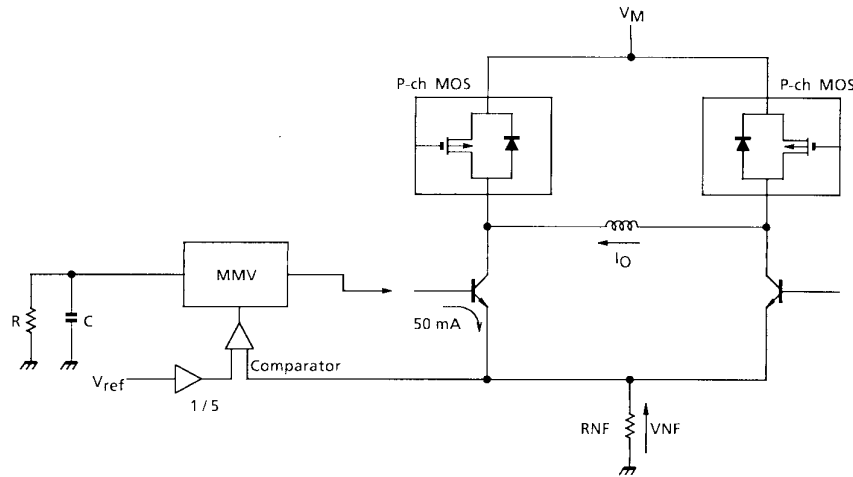 VM
P-ch MOS
P-ch MOS
IO
MMV
R
C
50 mA
Comparator
Vref
1 / 5
RNF
VNF